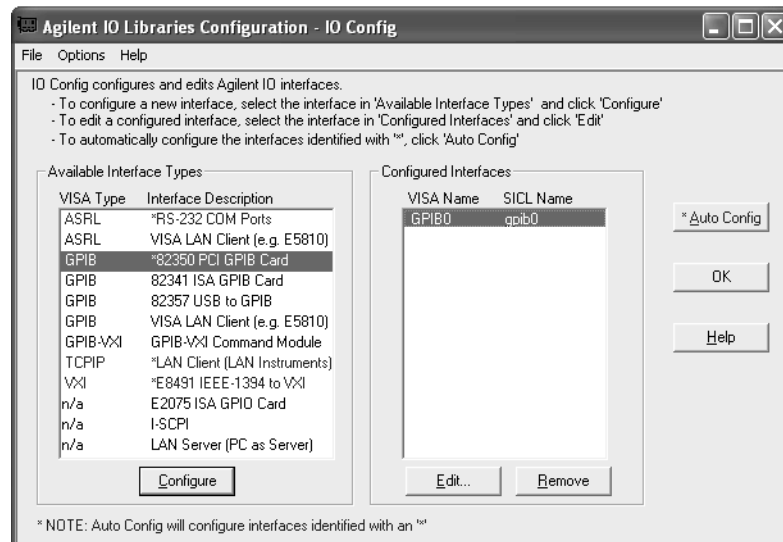 Agilent IO Libraries Configuration - IO Config
File Options Help
IO Config configures and edits Agilent IO interfaces.
- To configure a new interface, select the interface in 'Available Interface Types' and click 'Configure'
- To edit a configured interface, select the interface in 'Configured Interfaces' and click 'Edit'
- To automatically configure the interfaces identified with '*', click 'Auto Config'
Available Interface Types
VISA Type Interface Description
ASRL *RS-232 COM Ports
ASRL VISA LAN Client (e.g. E5810)
GPIB *82350 PCI GPIB Card
GPIB 82341 ISA GPIB Card
GPIB 82357 USB to GPIB
GPIB VISA LAN Client (e.g. E5810)
GPIB-VXI GPIB-VXI Command Module
TCPIP *LAN Client (LAN Instruments)
VXI *E8491 IEEE-1394 to VXI
n/a E2075 ISA GPIO Card
n/a I-SCPI
n/a LAN Server (PC as Server)
Configure
Configured Interfaces
VISA Name SICL Name
GPIB0 gpib0
Edit... Remove
* Auto Config
OK
Help
* NOTE: Auto Config will configure interfaces identified with an '*'